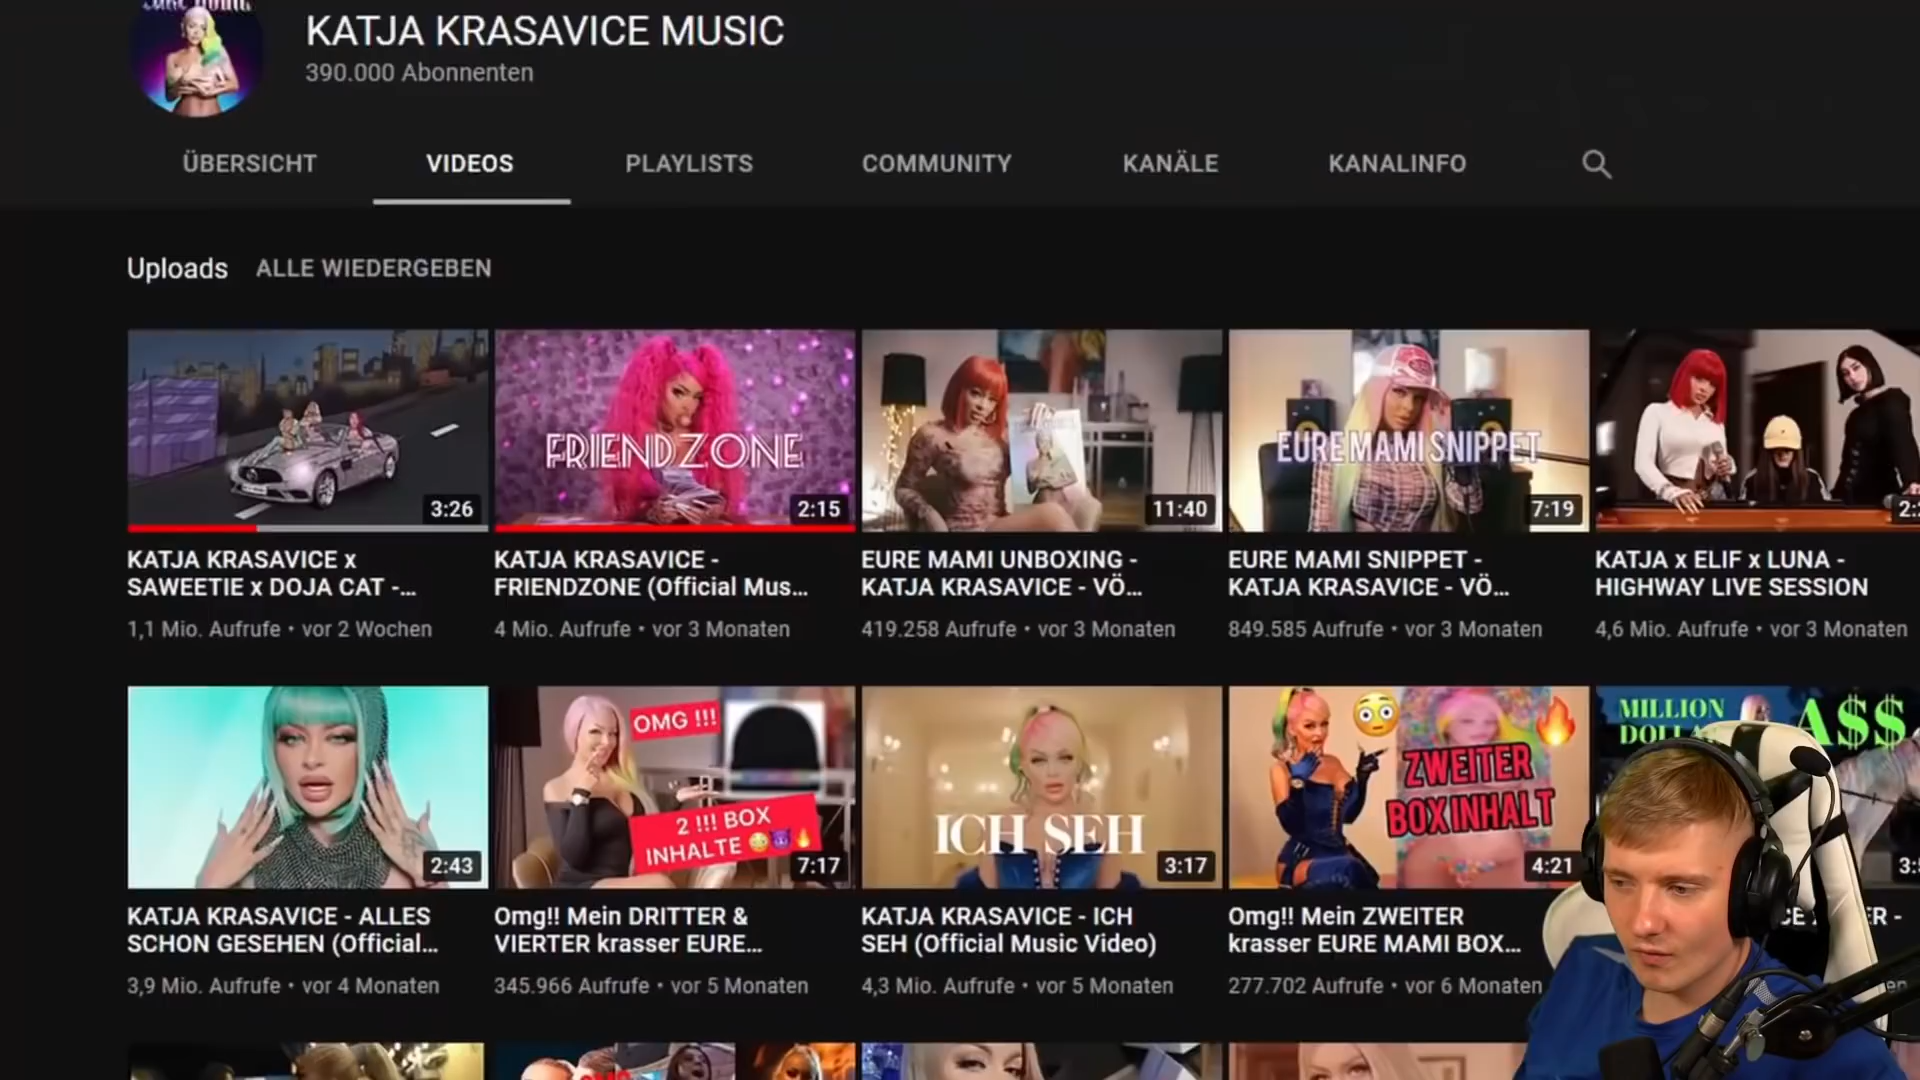 KATJA KRASAVICE MUSIC
390.000 Abonnenten
ÜBERSICHT
VIDEOS
PLAYLISTS
COMMUNITY
KANÄLE
KANALINFO
Uploads
ALLE WIEDERGEBEN
3:26
FRIENDZONE
2:15
11:40
EURE MAMI SNIPPET
7:19
KATJA KRASAVICE x
SAWEETIE x DOJA CAT -...
1,1 Mio. Aufrufe • vor 2 Wochen
KATJA KRASAVICE -
FRIENDZONE (Official Mus...
4 Mio. Aufrufe • vor 3 Monaten
EURE MAMI UNBOXING -
KATJA KRASAVICE - VÖ...
419.258 Aufrufe • vor 3 Monaten
EURE MAMI SNIPPET -
KATJA KRASAVICE - VÖ...
849.585 Aufrufe • vor 3 Monaten
KATJA x ELIF x LUNA -
HIGHWAY LIVE SESSION
4,6 Mio. Aufrufe • vor 3 Monaten
2:43
OMG !!!
2 !!! BOX
INHALTE
7:17
ICH SEH
3:17
ZWEITER
BOX INHALT
4:21
MILLION
A$$
KATJA KRASAVICE - ALLES
SCHON GESEHEN (Official...
3,9 Mio. Aufrufe • vor 4 Monaten
Omg!! Mein DRITTER &
VIERTER krasser EURE...
345.966 Aufrufe • vor 5 Monaten
KATJA KRASAVICE - ICH
SEH (Official Music Video)
4,3 Mio. Aufrufe • vor 5 Monaten
Omg!! Mein ZWEITER
krasser EURE MAMI BOX...
277.702 Aufrufe • vor 6 Monaten